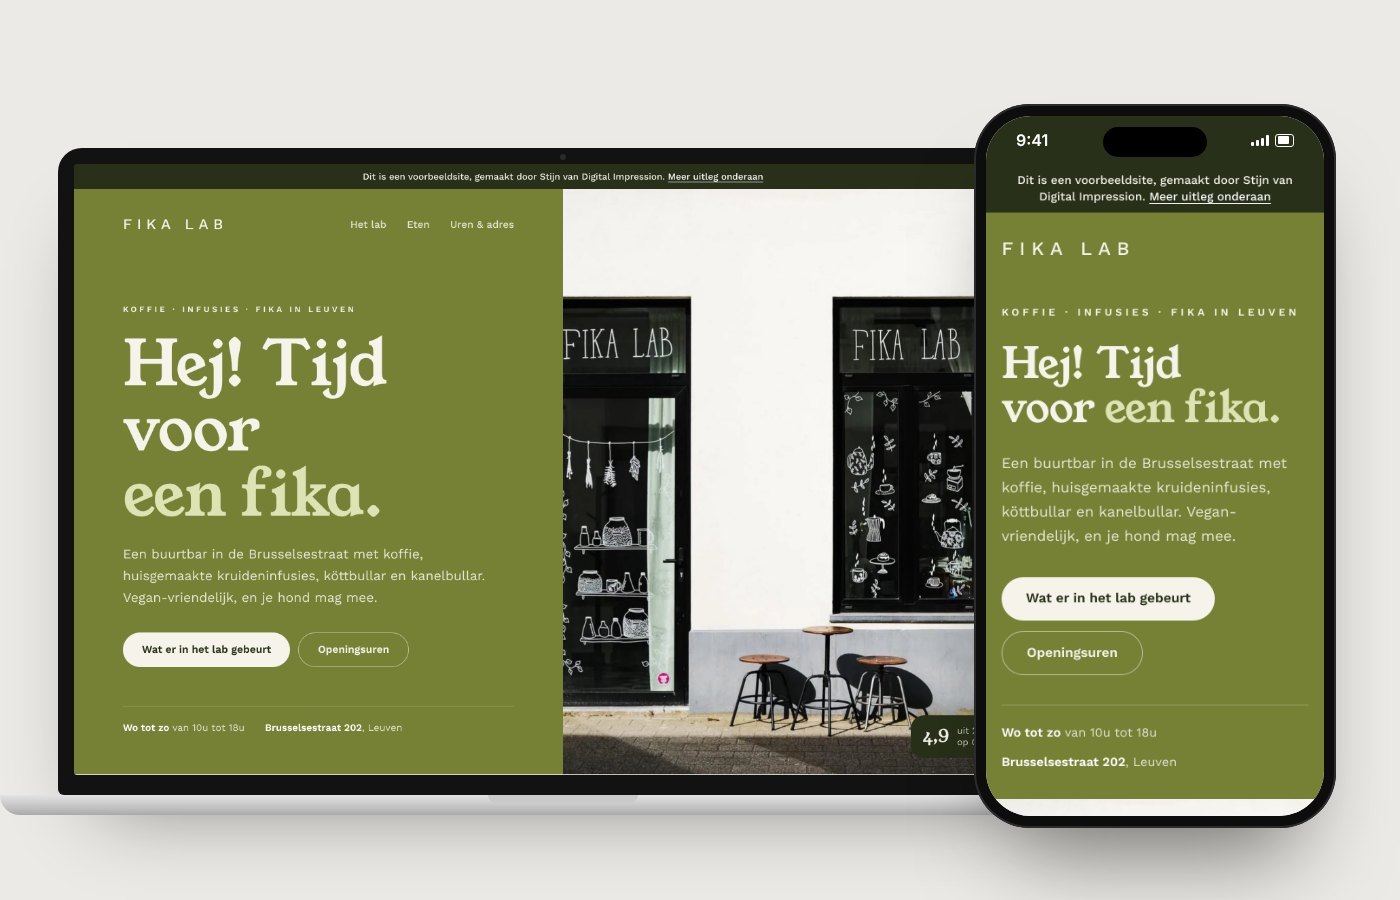 Dit is een voorbeeldsite, gemaakt door Stijn van Digital Impression. Meer uitleg onderaan
FIKA LAB
Het lab
Eten
Uren & adres
KOFFIE · INFUSIES · FIKA IN LEUVEN
Hej! Tijd
voor
een fika.
Een buurtbar in de Brusselsestraat met koffie,
huisgemaakte kruideninfusies, köttbullar en kanelbullar.
Vegan-vriendelijk, en je hond mag mee.
Wat er in het lab gebeurt
Openingsuren
Wo tot zo van 10u tot 18u
Brusselsestraat 202, Leuven
FIKA LAB
FIKA LAB
4,9
uit
op
9:41
Dit is een voorbeeldsite, gemaakt door Stijn van
Digital Impression. Meer uitleg onderaan
FIKA LAB
KOFFIE · INFUSIES · FIKA IN LEUVEN
Hej! Tijd
voor een fika.
Een buurtbar in de Brusselsestraat met
koffie, huisgemaakte kruideninfusies,
köttbullar en kanelbullar. Vegan-
vriendelijk, en je hond mag mee.
Wat er in het lab gebeurt
Openingsuren
Wo tot zo van 10u tot 18u
Brusselsestraat 202, Leuven